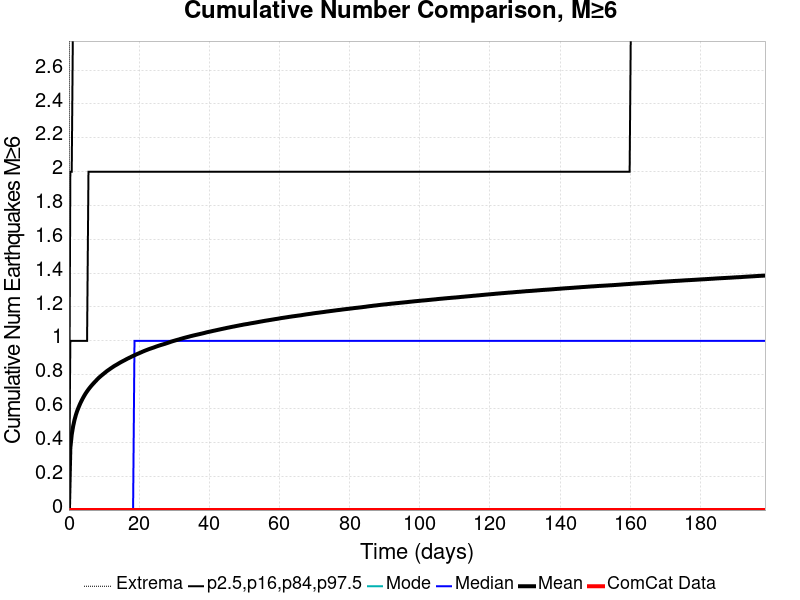 Cumulative Number Comparison, M≥6
Cumulative Num Earthquakes M≥6
2.6
2.4
2.2
2
1.8
1.6
1.4
1.2
1
0.8
0.6
0.4
0.2
0
0 20 40 60 80 100 120 140 160 180
Time (days)
Extrema p2.5,p16,p84,p97.5 Mode Median Mean ComCat Data